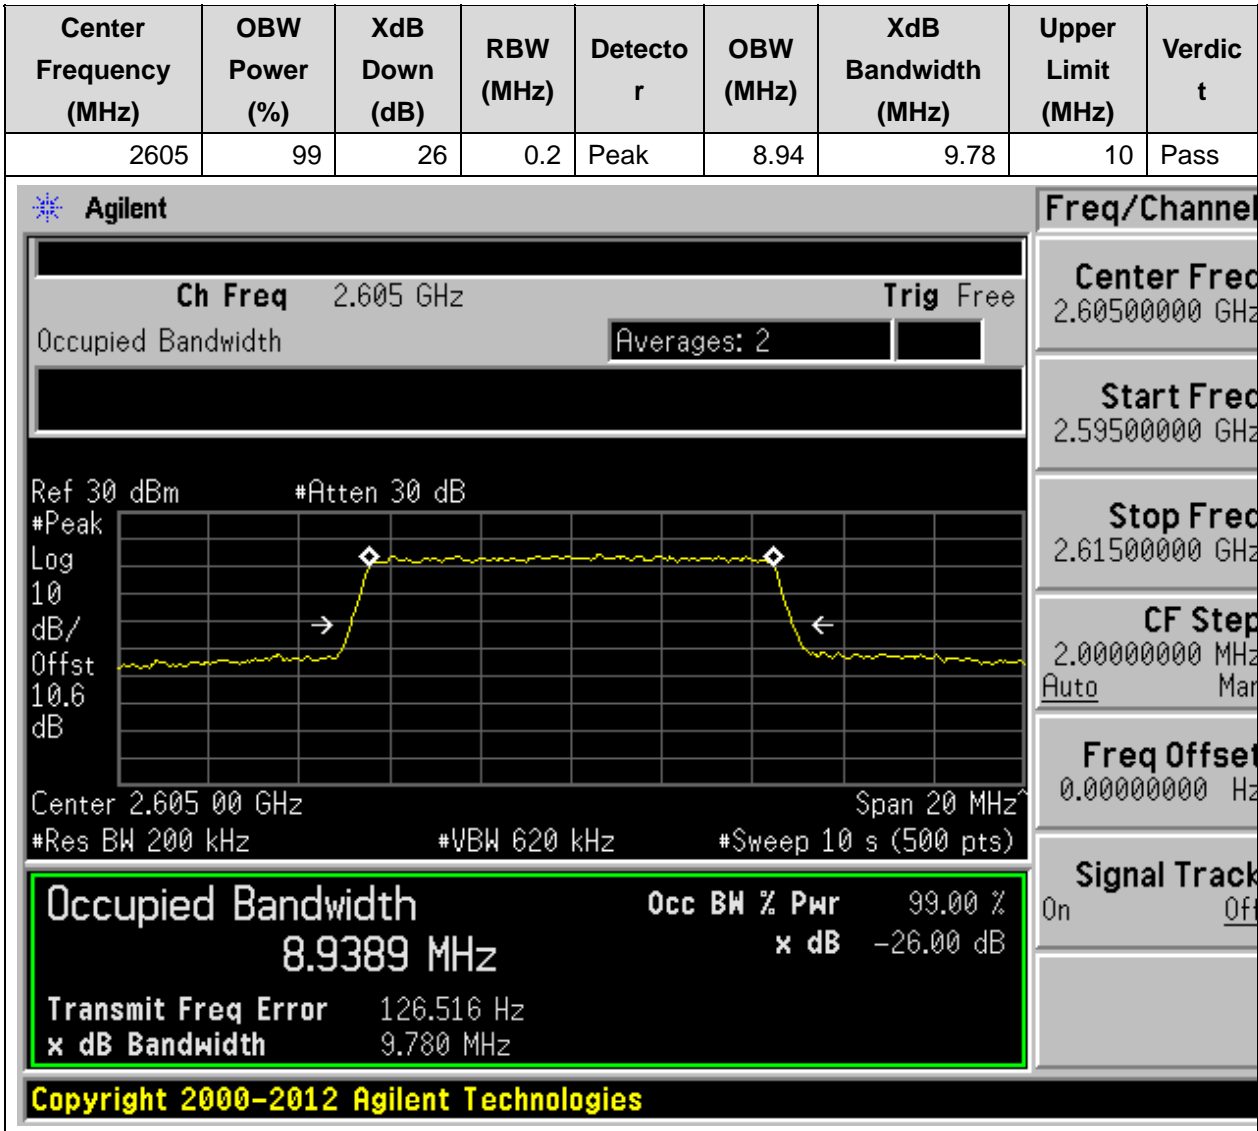 Center Frequency (MHz) OBW Power (%) XdB Down (dB) RBW (MHz) Detector OBW (MHz) XdB Bandwidth (MHz) Upper Limit (MHz) Verdict
2605 99 26 0.2 Peak 8.94 9.78 10 Pass
Agilent
Freq/Channel
Ch Freq 2.605 GHz Trig Free
Occupied Bandwidth Averages: 2
Center Freq
2.60500000 GHz
Start Freq
2.59500000 GHz
Stop Freq
2.61500000 GHz
CF Step
2.00000000 MHz
Auto Man
Freq Offset
0.00000000 Hz
Signal Track
On Off
Ref 30 dBm #Atten 30 dB
#Peak
Log
10
dB/
Offst
10.6
dB
Center 2.605 00 GHz Span 20 MHz^
#Res BW 200 kHz #VBW 620 kHz #Sweep 10 s (500 pts)
Occupied Bandwidth Occ BW % Pwr 99.00 %
8.9389 MHz x dB -26.00 dB
Transmit Freq Error 126.516 Hz
x dB Bandwidth 9.780 MHz
Copyright 2000-2012 Agilent Technologies